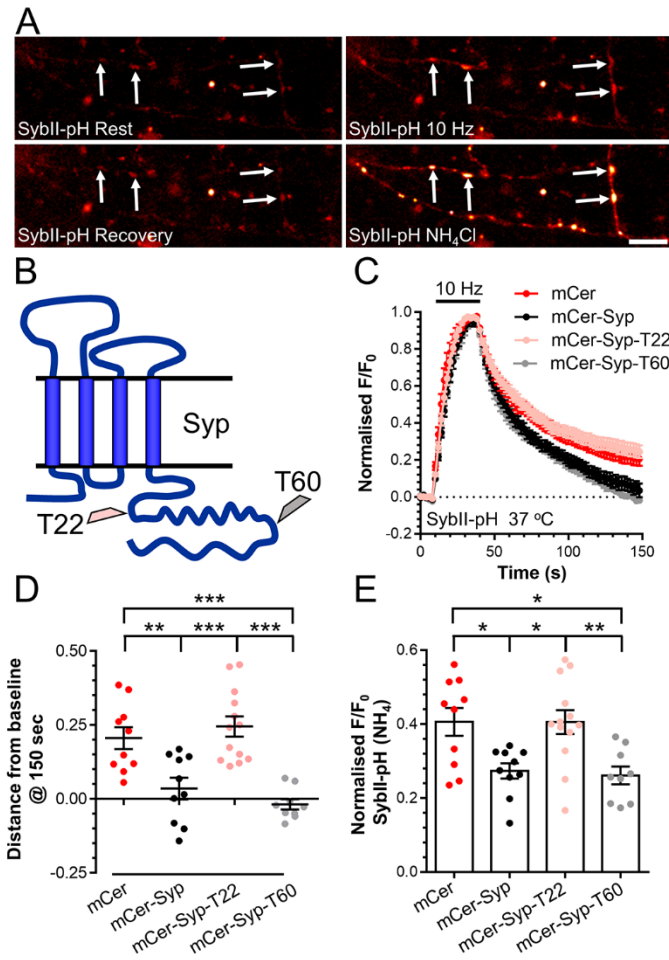 A
SybII-pH Rest
SybII-pH 10 Hz
SybII-pH Recovery
SybII-pH NH₄Cl
B
Syp
T22
T60
C
10 Hz
mCer
mCer-Syp
mCer-Syp-T22
mCer-Syp-T60
Normalised F/F₀
1.0
0.8
0.6
0.4
0.2
0.0
-0.2
SybII-pH 37 ºC
0
50
100
150
Time (s)
D
***
** *** ***
Distance from baseline
@ 150 sec
0.50
0.25
0.00
-0.25
mCer
mCer-Syp
mCer-Syp-T22
mCer-Syp-T60
E
*
* * **
Normalised F/F₀
SybII-pH (NH₄)
0.6
0.4
0.2
0.0
mCer
mCer-Syp
mCer-Syp-T22
mCer-Syp-T60